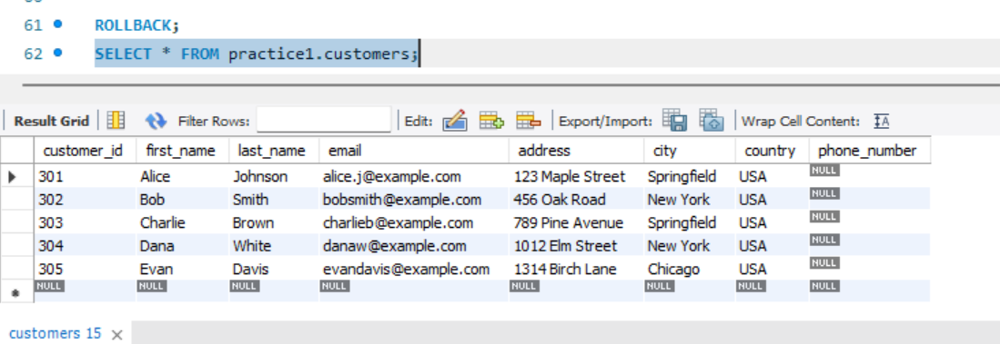 61 ROLLBACK;
62 SELECT * FROM practice1.customers;
Result Grid Filter Rows: Edit: Export/Import: Wrap Cell Content: IA
customer_id first_name last_name email address city country phone_number
301 Alice Johnson alice.j@example.com 123 Maple Street Springfield USA NULL
302 Bob Smith bobsmith@example.com 456 Oak Road New York USA NULL
303 Charlie Brown charlieb@example.com 789 Pine Avenue Springfield USA NULL
304 Dana White danaw@example.com 1012 Elm Street New York USA NULL
305 Evan Davis evandavis@example.com 1314 Birch Lane Chicago USA NULL
NULL NULL NULL NULL NULL NULL NULL NULL
customers 15